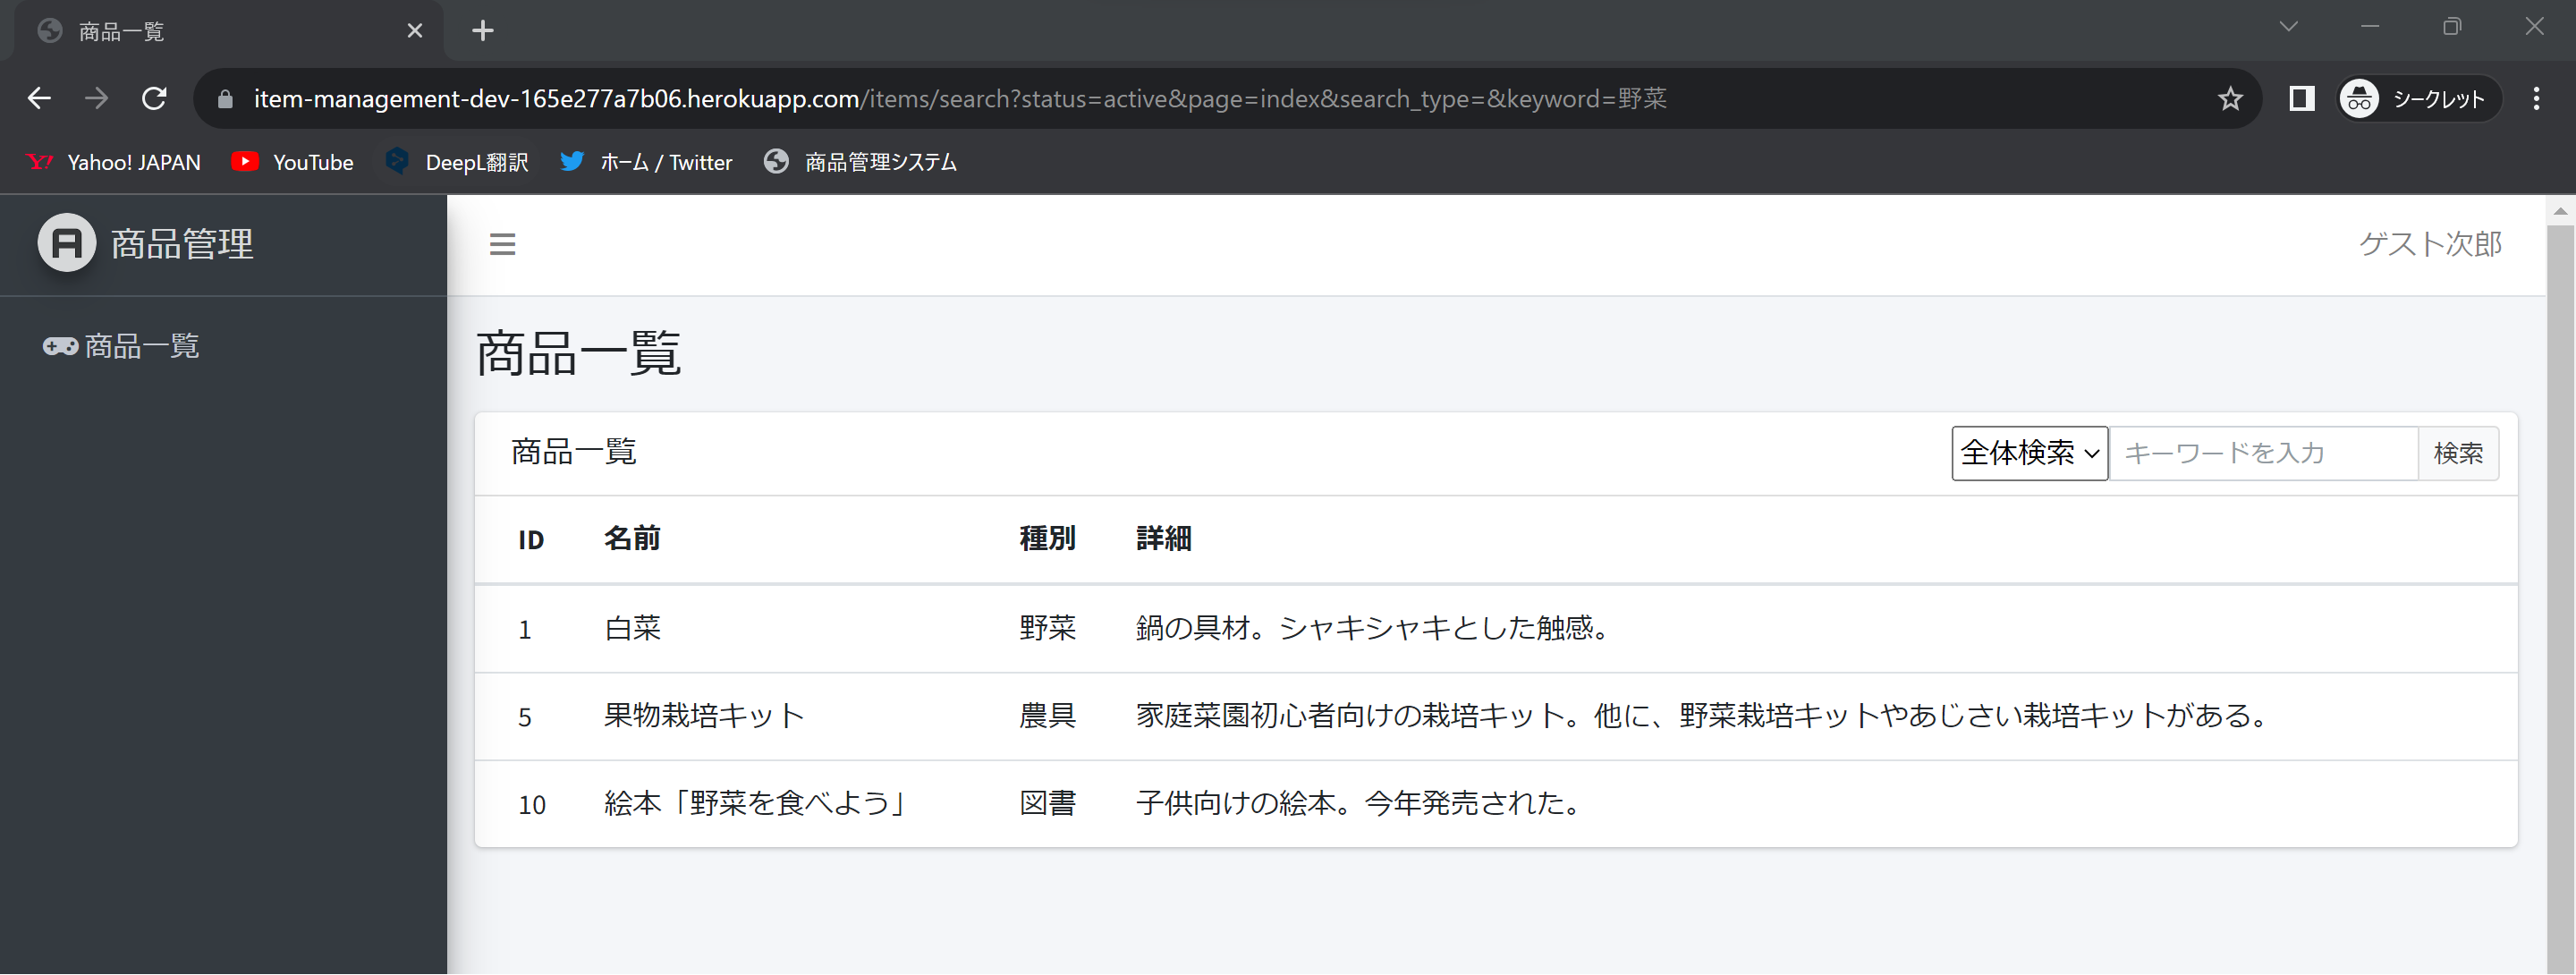 商品一覧
item-management-dev-165e277a7b06.herokuapp.com/items/search?status=active&page=index&search_type=&keyword=野菜
シークレット
Yahoo! JAPAN YouTube DeepL翻訳 ホーム / Twitter 商品管理システム
商品管理
ゲスト次郎
商品一覧
商品一覧
商品一覧 全体検索 キーワードを入力 検索
ID 名前 種別 詳細
1 白菜 野菜 鍋の具材。シャキシャキとした触感。
5 果物栽培キット 農具 家庭菜園初心者向けの栽培キット。他に、野菜栽培キットやあじさい栽培キットがある。
10 絵本「野菜を食べよう」 図書 子供向けの絵本。今年発売された。